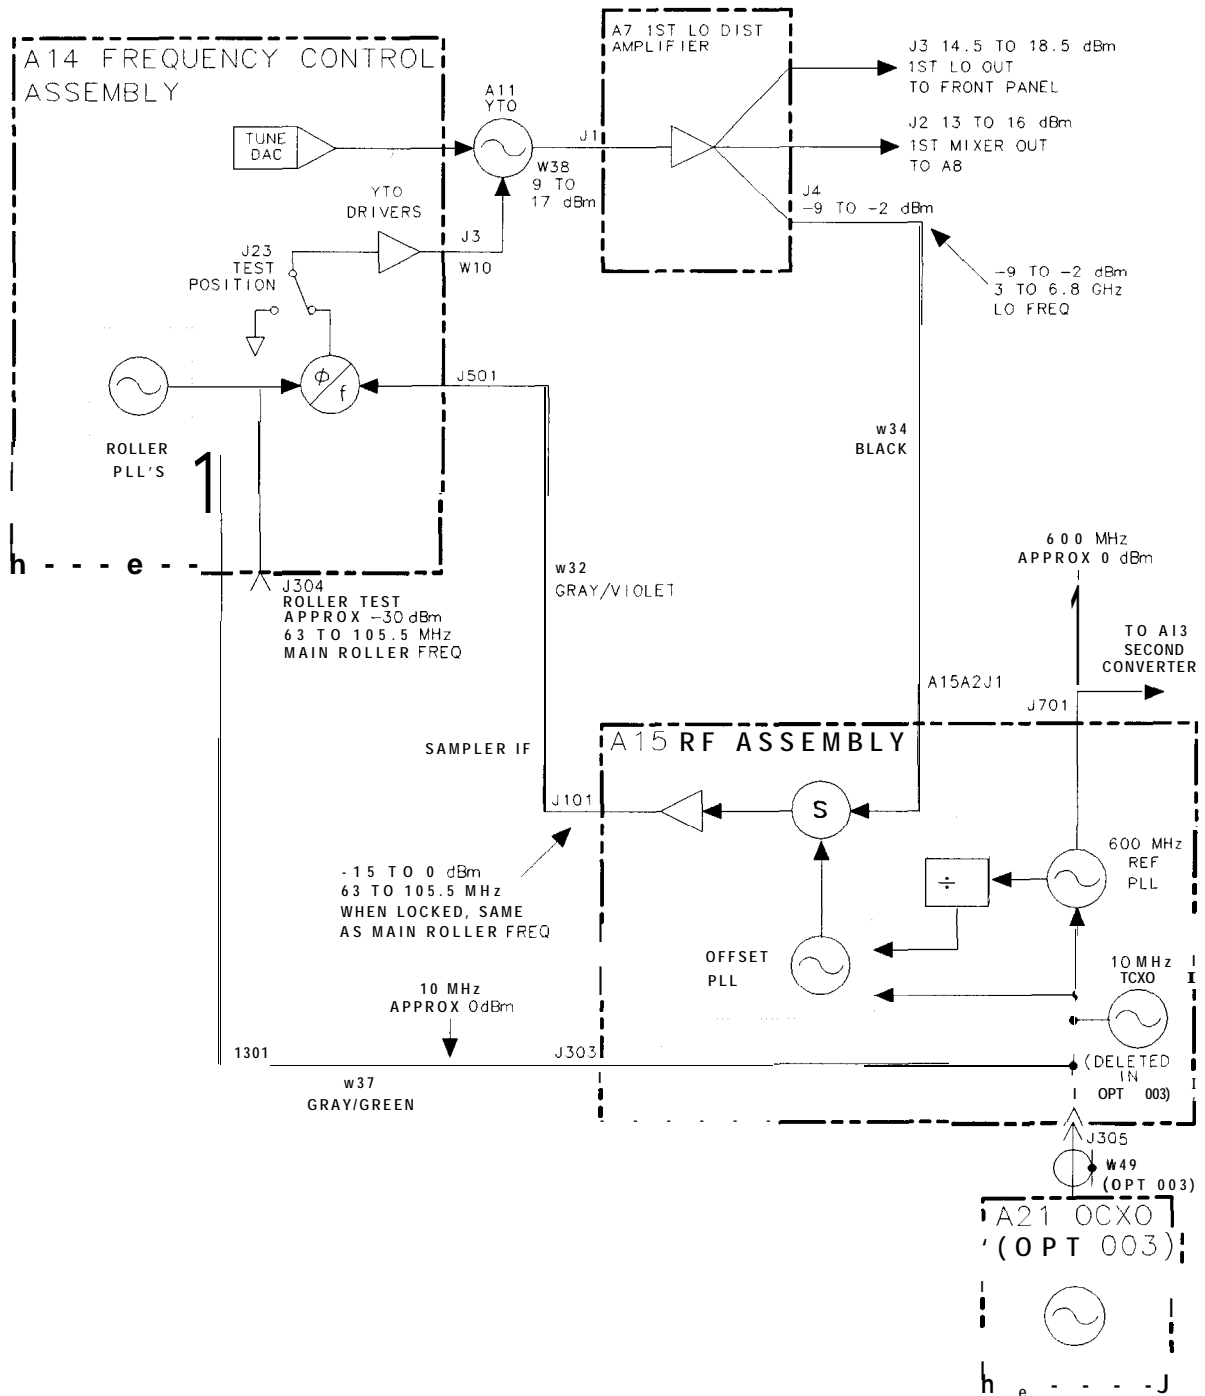 A14 FREQUENCY CONTROL
ASSEMBLY
TUNE
DAC
A11
YTO
J1
W38
9 TO
17 dBm
A7 1ST LO DIST
AMPLIFIER
J3 14.5 TO 18.5 dBm
1ST LO OUT
TO FRONT PANEL
J2 13 TO 16 dBm
1ST MIXER OUT
TO A8
J4
-9 TO -2 dBm
-9 TO -2 dBm
3 TO 6.8 GHz
LO FREQ
YTO
DRIVERS
J3
W10
J23
TEST
POSITION
Φ/f
J501
ROLLER
PLL'S
1
h - - - e - -
J304
ROLLER TEST
APPROX -30 dBm
63 TO 105.5 MHz
MAIN ROLLER FREQ
w32
GRAY/VIOLET
w34
BLACK
600 MHz
APPROX 0 dBm
TO AI3
SECOND
CONVERTER
A15A2J1
J701
SAMPLER IF
A15 RF ASSEMBLY
J101
S
-15 TO 0 dBm
63 TO 105.5 MHz
WHEN LOCKED, SAME
AS MAIN ROLLER FREQ
÷
600 MHz
REF
PLL
OFFSET
PLL
10 MHz
TCXO
10 MHz
APPROX 0dBm
1301
J303
w37
GRAY/GREEN
(DELETED
IN
OPT 003)
J305
W49
(OPT 003)
A21 OCXO
'(OPT 003)
h e - - - - J